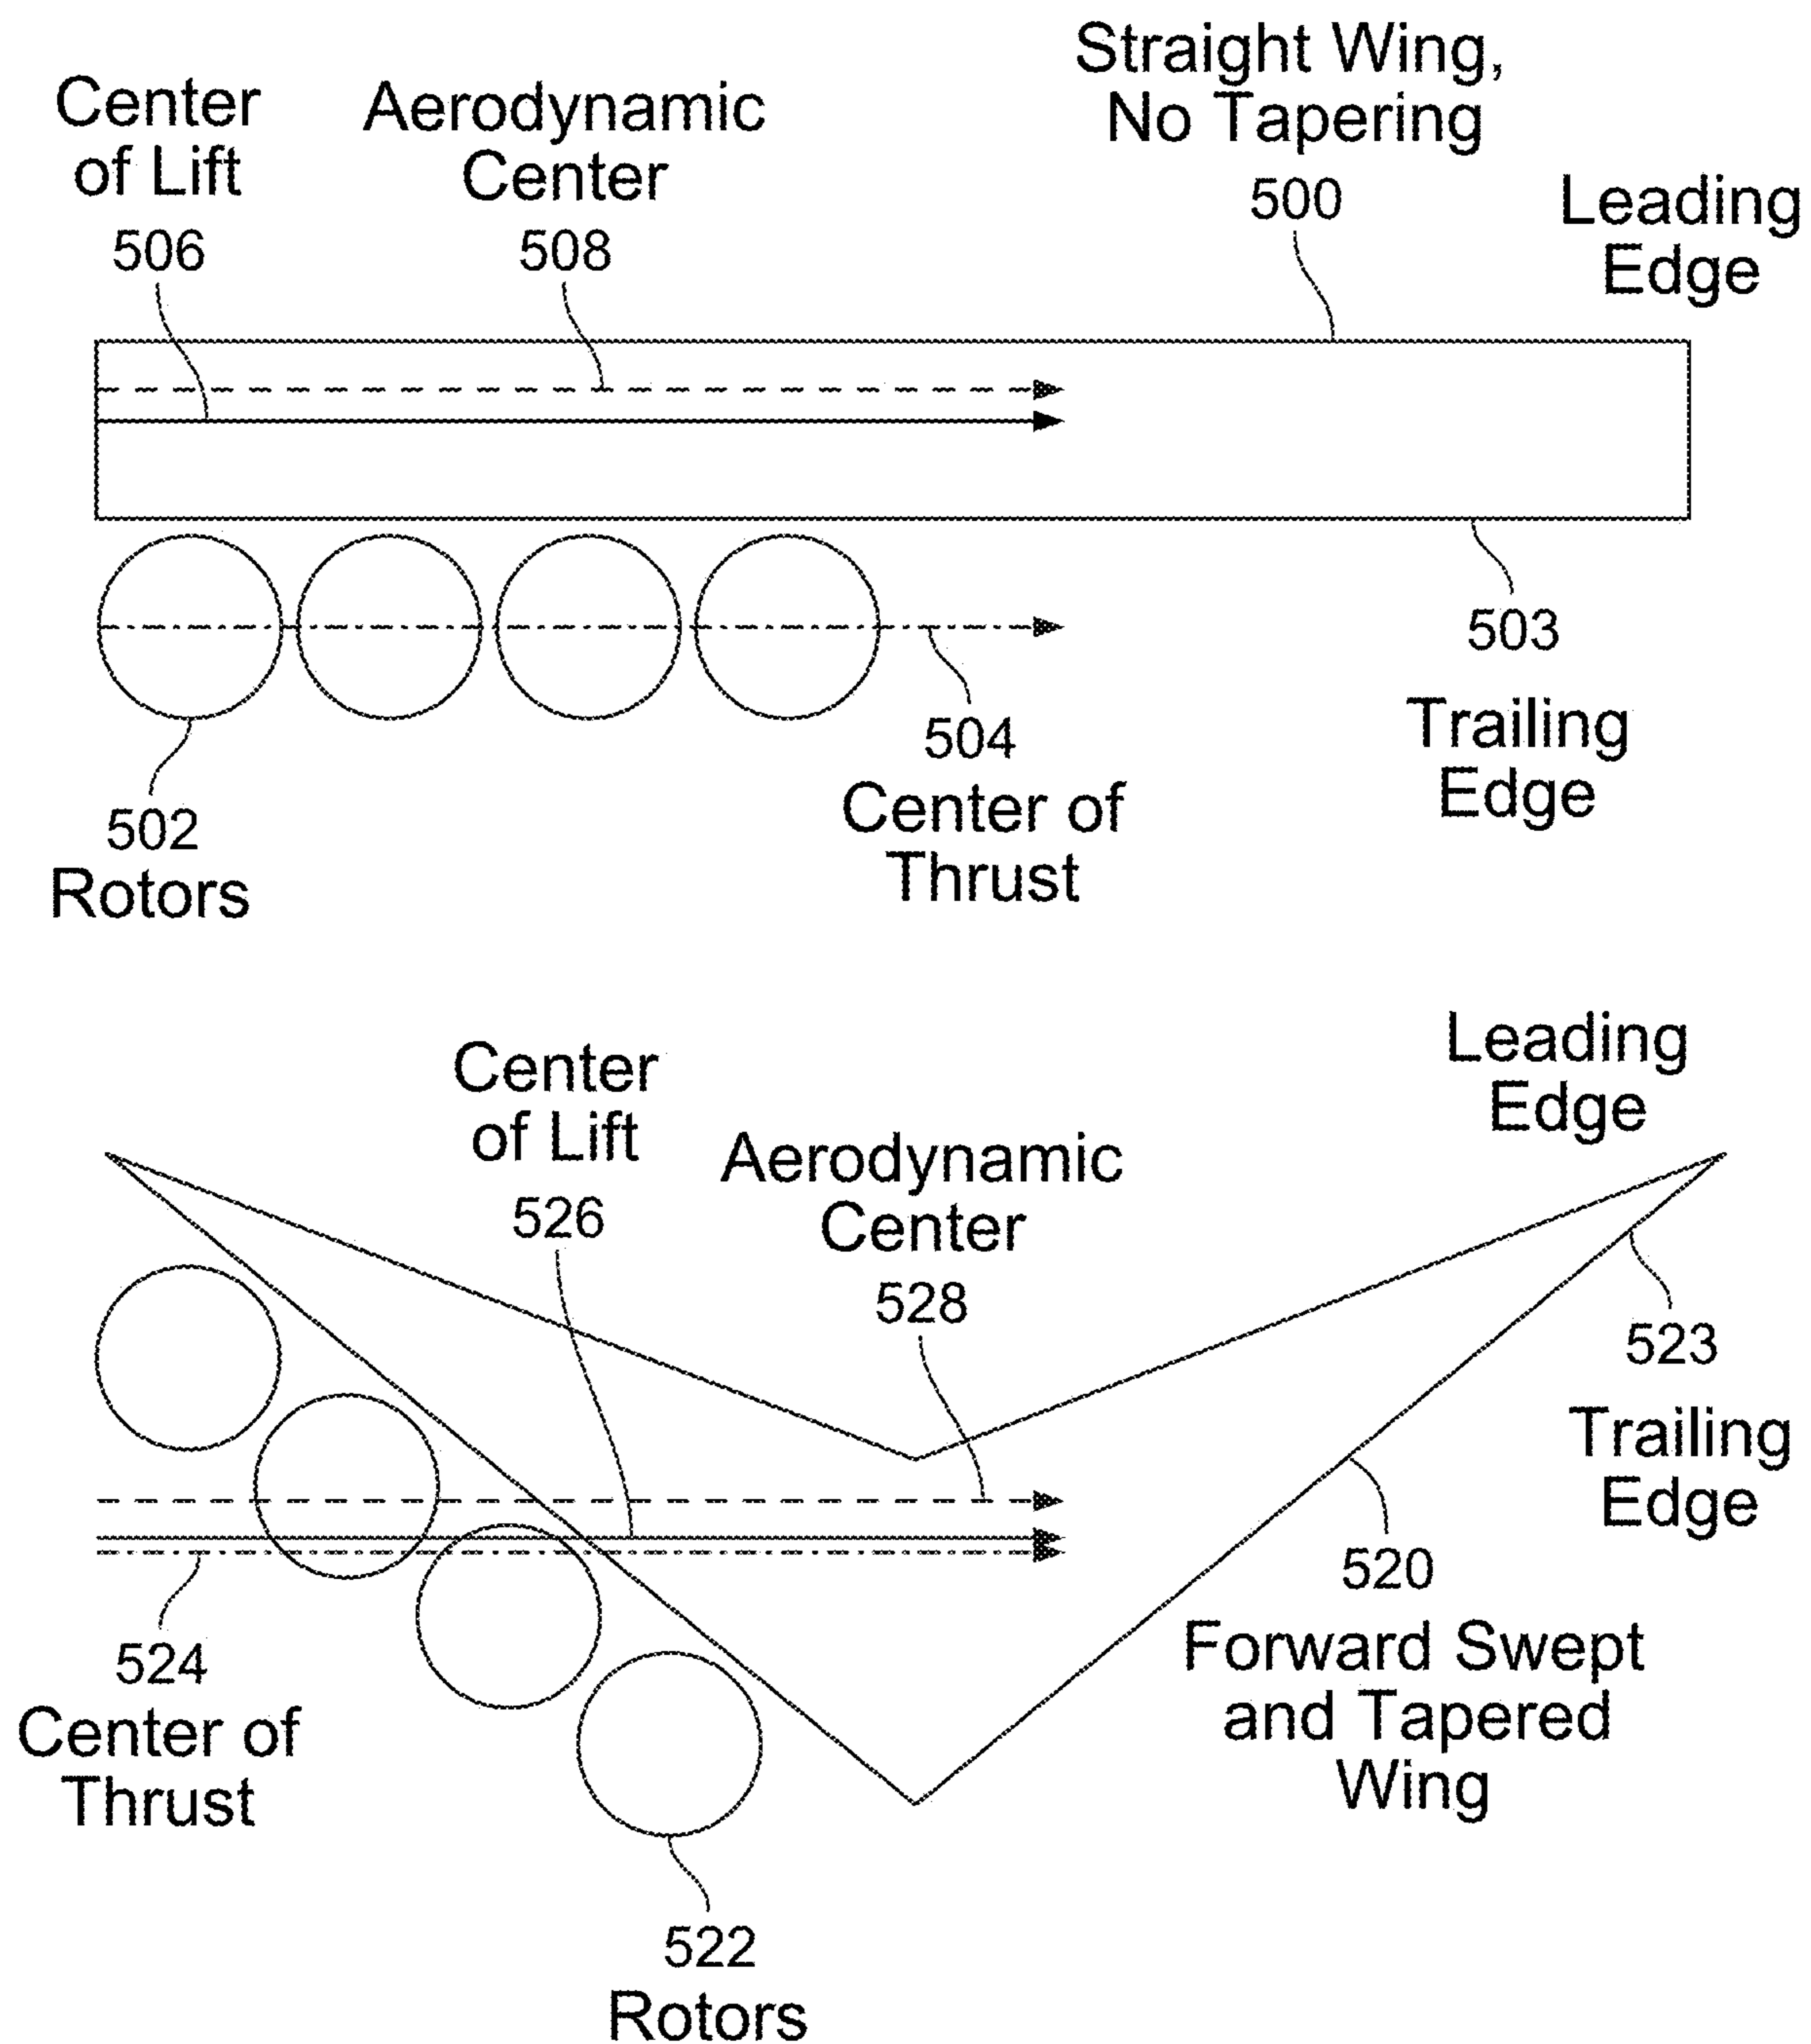 Straight Wing,
No Tapering
500
Center
of Lift
506
Aerodynamic
Center
508
Leading
Edge
503
Trailing
Edge
504
Center of
Thrust
502
Rotors
Leading
Edge
Center
of Lift
526
Aerodynamic
Center
528
523
Trailing
Edge
520
Forward Swept
and Tapered
Wing
524
Center of
Thrust
522
Rotors